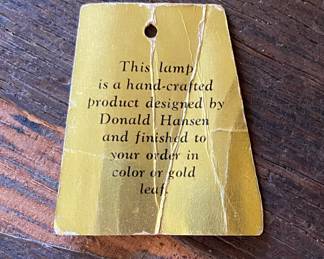 This lamp
is a hand-crafted
product designed by
Donald Hansen
and finished to
your order in
color or gold
leaf.